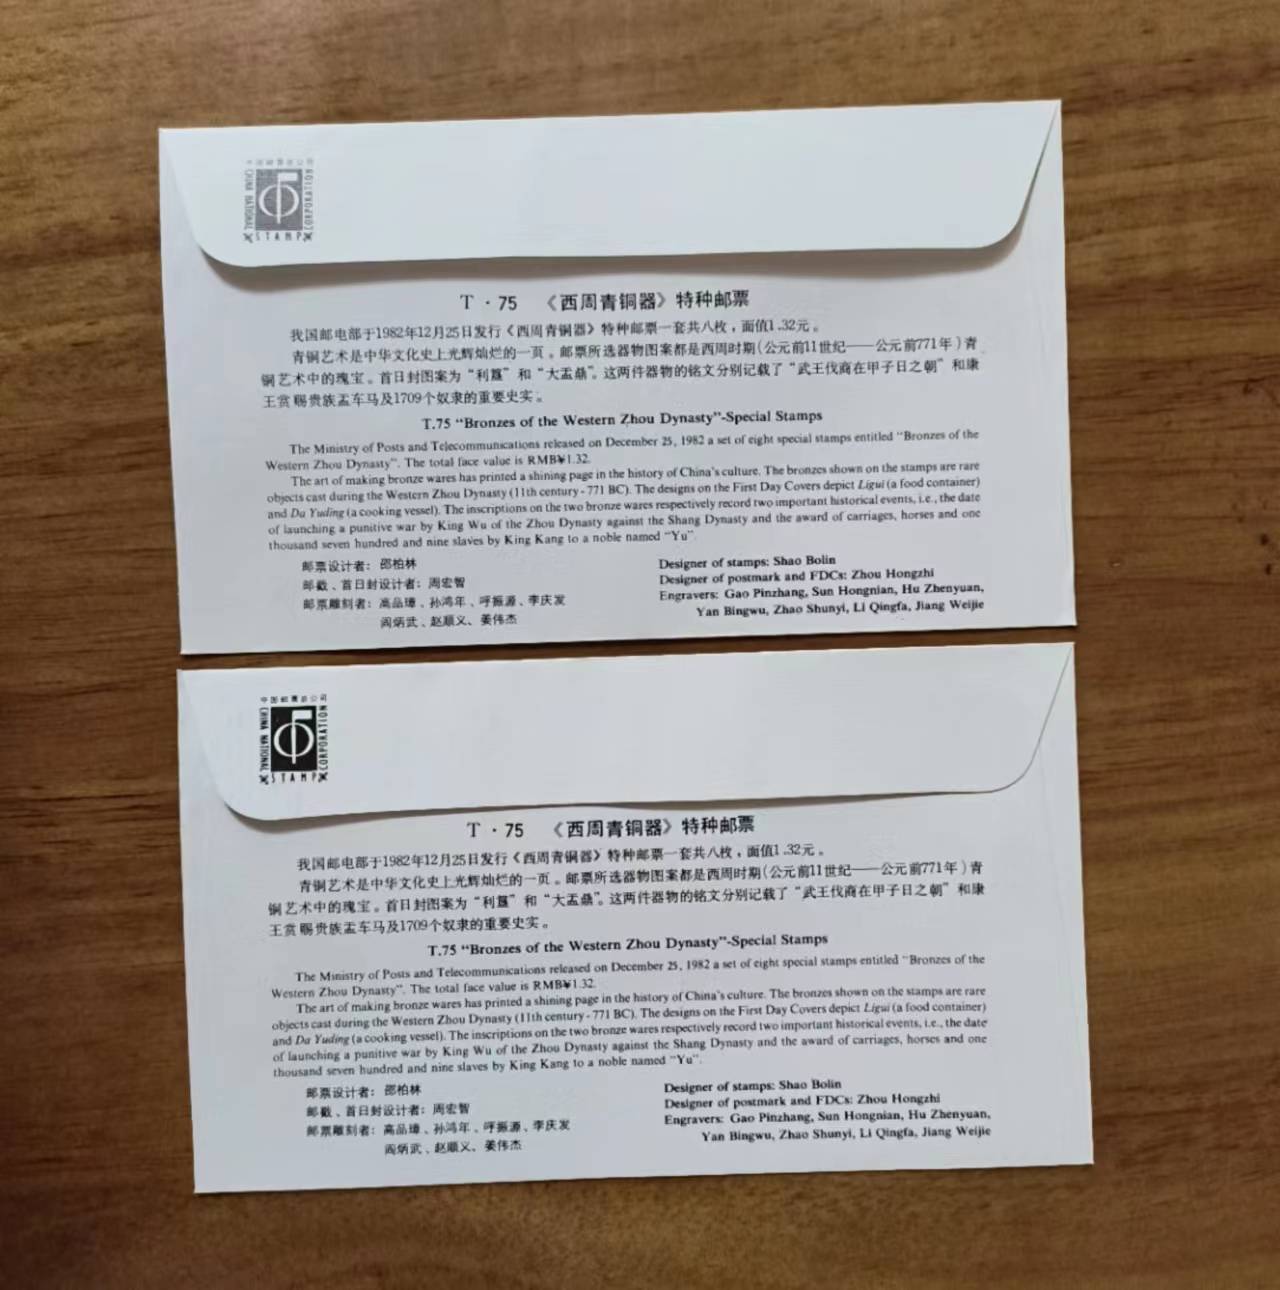 中国邮票总公司
CHINA NATIONAL
STAMP
CORPORATION
T·75 《西周青铜器》特种邮票
我国邮电部于1982年12月25日发行《西周青铜器》特种邮票一套共八枚，面值1.32元。
青铜艺术是中华文化史上光辉灿烂的一页。邮票所选器物图案都是西周时期(公元前11世纪——公元前771年)青
铜艺术中的瑰宝。首日封图案为“利簋”和“大盂鼎”。这两件器物的铭文分别记载了“武王伐商在甲子日之朝”和康
王赏赐贵族盂车马及1709个奴隶的重要史实。
T.75 “Bronzes of the Western Zhou Dynasty”-Special Stamps
The Ministry of Posts and Telecommunications released on December 25, 1982 a set of eight special stamps entitled “Bronzes of the
Western Zhou Dynasty”. The total face value is RMB¥1.32.
The art of making bronze wares has printed a shining page in the history of China's culture. The bronzes shown on the stamps are rare
objects cast during the Western Zhou Dynasty (11th century - 771 BC). The designs on the First Day Covers depict Ligui (a food container)
and Da Yuding (a cooking vessel). The inscriptions on the two bronze wares respectively record two important historical events, i.e., the date
of launching a punitive war by King Wu of the Zhou Dynasty against the Shang Dynasty and the award of carriages, horses and one
thousand seven hundred and nine slaves by King Kang to a noble named “Yu”.
邮票设计者：邵柏林
邮戳、首日封设计者：周宏智
邮票雕刻者：高品璋、孙鸿年、呼振源、李庆发
阎炳武、赵顺义、姜伟杰
Designer of stamps: Shao Bolin
Designer of postmark and FDCs: Zhou Hongzhi
Engravers: Gao Pinzhang, Sun Hongnian, Hu Zhenyuan,
Yan Bingwu, Zhao Shunyi, Li Qingfa, Jiang Weijie
中国邮票总公司
CHINA NATIONAL
STAMP
CORPORATION
T·75 《西周青铜器》特种邮票
我国邮电部于1982年12月25日发行《西周青铜器》特种邮票一套共八枚，面值1.32元。
青铜艺术是中华文化史上光辉灿烂的一页。邮票所选器物图案都是西周时期(公元前11世纪——公元前771年)青
铜艺术中的瑰宝。首日封图案为“利簋”和“大盂鼎”。这两件器物的铭文分别记载了“武王伐商在甲子日之朝”和康
王赏赐贵族盂车马及1709个奴隶的重要史实。
T.75 “Bronzes of the Western Zhou Dynasty”-Special Stamps
The Ministry of Posts and Telecommunications released on December 25, 1982 a set of eight special stamps entitled “Bronzes of the
Western Zhou Dynasty”. The total face value is RMB¥1.32.
The art of making bronze wares has printed a shining page in the history of China's culture. The bronzes shown on the stamps are rare
objects cast during the Western Zhou Dynasty (11th century - 771 BC). The designs on the First Day Covers depict Ligui (a food container)
and Da Yuding (a cooking vessel). The inscriptions on the two bronze wares respectively record two important historical events, i.e., the date
of launching a punitive war by King Wu of the Zhou Dynasty against the Shang Dynasty and the award of carriages, horses and one
thousand seven hundred and nine slaves by King Kang to a noble named “Yu”.
邮票设计者：邵柏林
邮戳、首日封设计者：周宏智
邮票雕刻者：高品璋、孙鸿年、呼振源、李庆发
阎炳武、赵顺义、姜伟杰
Designer of stamps: Shao Bolin
Designer of postmark and FDCs: Zhou Hongzhi
Engravers: Gao Pinzhang, Sun Hongnian, Hu Zhenyuan,
Yan Bingwu, Zhao Shunyi, Li Qingfa, Jiang Weijie